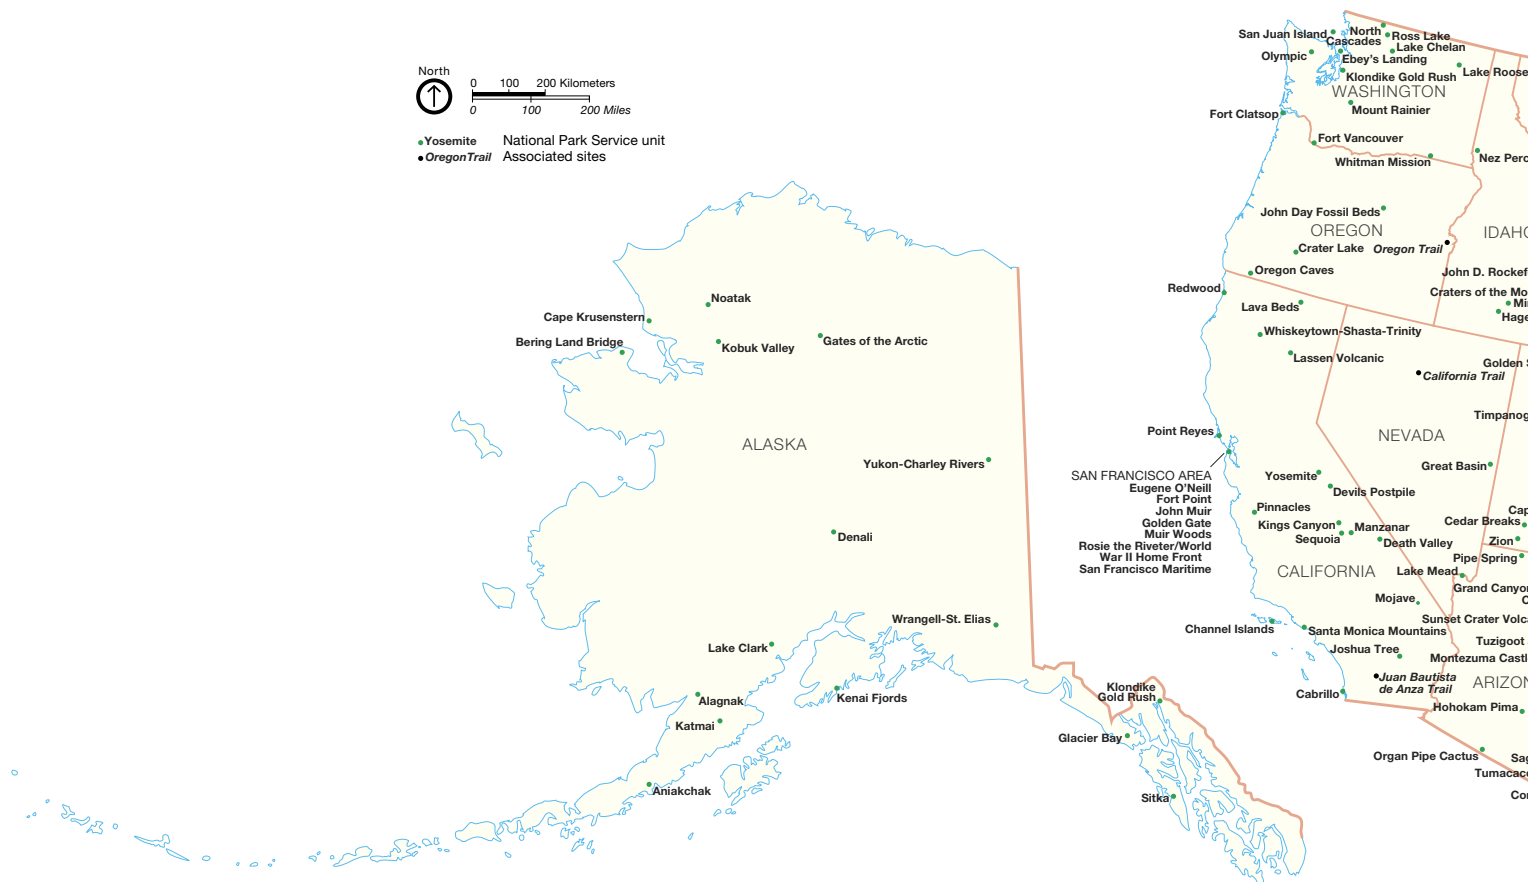 North
0 100 200 Kilometers
0 100 200 Miles
Yosemite National Park Service unit
OregonTrail Associated sites
San Juan Island
North
Cascades
Ross Lake
Lake Chelan
Olympic
Ebey's Landing
Klondike Gold Rush
Lake Roose
WASHINGTON
Mount Rainier
Fort Clatsop
Fort Vancouver
Whitman Mission
Nez Perc
John Day Fossil Beds
OREGON
IDAHO
Crater Lake
Oregon Trail
Oregon Caves
John D. Rockef
Redwood
Craters of the Mo
Lava Beds
Min
Hage
Whiskeytown-Shasta-Trinity
Lassen Volcanic
Golden S
California Trail
Timpanog
Point Reyes
NEVADA
Great Basin
SAN FRANCISCO AREA
Eugene O'Neill
Fort Point
John Muir
Golden Gate
Muir Woods
Rosie the Riveter/World
War II Home Front
San Francisco Maritime
Yosemite
Devils Postpile
Pinnacles
Cap
Kings Canyon
Manzanar
Cedar Breaks
Sequoia
Death Valley
Zion
Pipe Spring
CALIFORNIA
Lake Mead
Grand Canyon
Mojave
Sunset Crater Volca
Channel Islands
Santa Monica Mountains
Tuzigoot
Joshua Tree
Montezuma Castl
Juan Bautista
de Anza Trail
ARIZON
Cabrillo
Hohokam Pima
Organ Pipe Cactus
Sag
Tumacaco
Cor
Noatak
Cape Krusenstern
Bering Land Bridge
Kobuk Valley
Gates of the Arctic
ALASKA
Yukon-Charley Rivers
Denali
Wrangell-St. Elias
Lake Clark
Alagnak
Kenai Fjords
Katmai
Klondike
Gold Rush
Glacier Bay
Aniakchak
Sitka